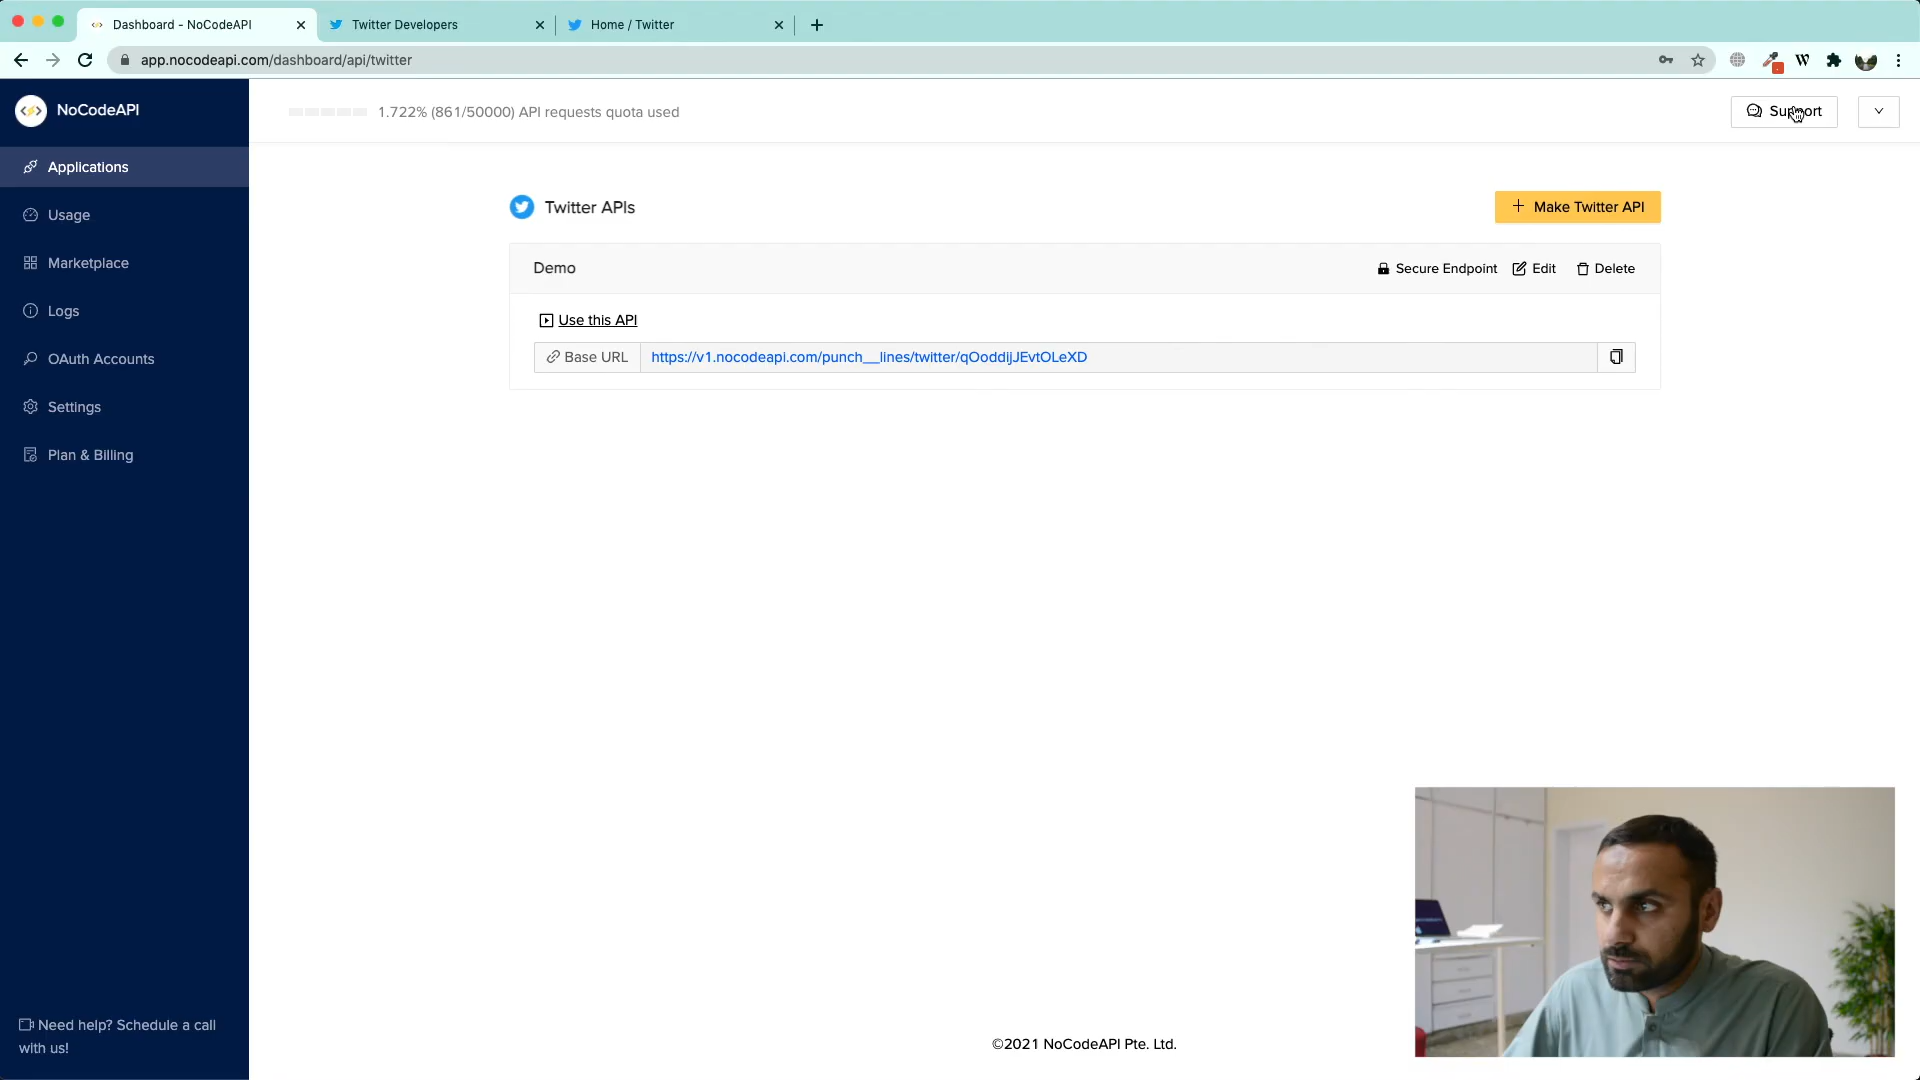 Dashboard - NoCodeAPI
Twitter Developers
Home / Twitter
app.nocodeapi.com/dashboard/api/twitter
NoCodeAPI
1.722% (861/50000) API requests quota used
Support
Applications
Usage
Marketplace
Logs
OAuth Accounts
Settings
Plan & Billing
Twitter APIs
Make Twitter API
Demo
Secure Endpoint
Edit
Delete
Use this API
Base URL
https://v1.nocodeapi.com/punch__lines/twitter/qOoddijJEvtOLeXD
Need help? Schedule a call
with us!
©2021 NoCodeAPI Pte. Ltd.